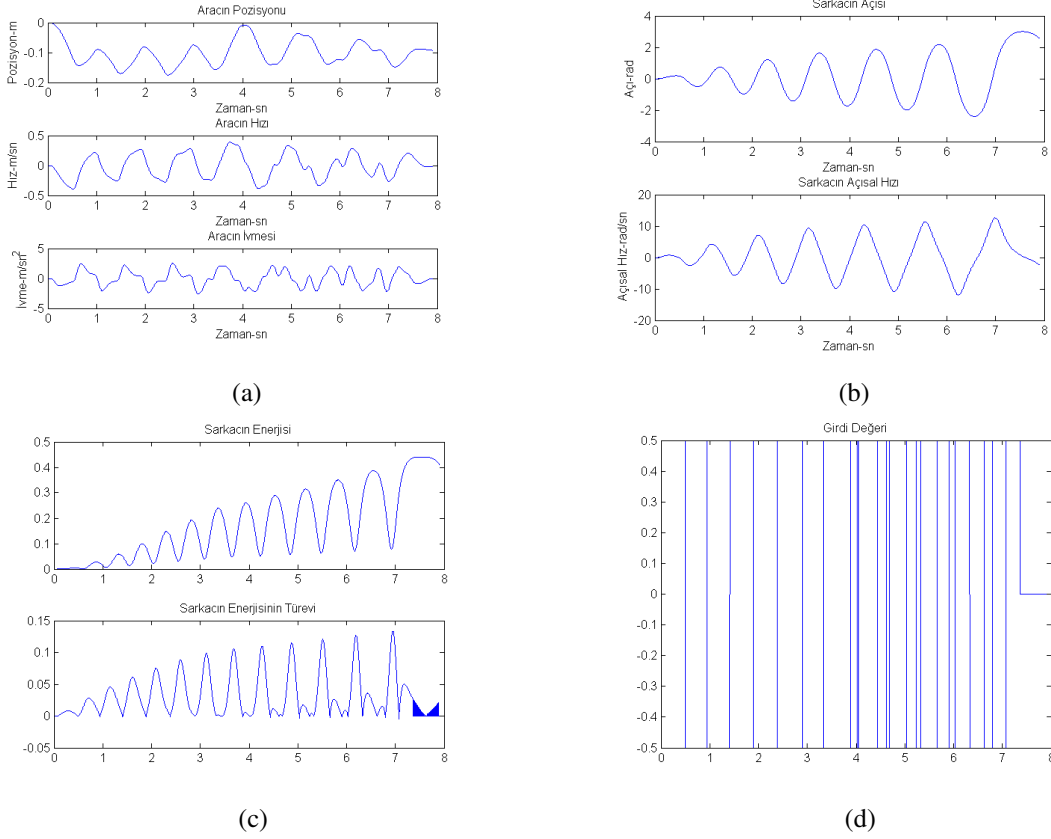 Aracın Pozisyonu
Pozisyon-m
0
-0.1
-0.2
0 1 2 3 4 5 6 7 8
Zaman-sn
Aracın Hızı
Hız-m/sn
0.5
0
-0.5
0 1 2 3 4 5 6 7 8
Zaman-sn
Aracın İvmesi
İvme-m/sn²
5
0
-5
0 1 2 3 4 5 6 7 8
Zaman-sn
(a)
Sarkacın Açısı
Açı-rad
4
2
0
-2
-4
0 1 2 3 4 5 6 7 8
Zaman-sn
Sarkacın Açısal Hızı
Açısal Hız-rad/sn
20
10
0
-10
-20
0 1 2 3 4 5 6 7 8
Zaman-sn
(b)
Sarkacın Enerjisi
0.5
0.4
0.3
0.2
0.1
0
0 1 2 3 4 5 6 7 8
Sarkacın Enerjisinin Türevi
0.15
0.1
0.05
0
-0.05
0 1 2 3 4 5 6 7 8
(c)
Girdi Değeri
0.5
0.4
0.3
0.2
0.1
0
-0.1
-0.2
-0.3
-0.4
-0.5
0 1 2 3 4 5 6 7 8
(d)